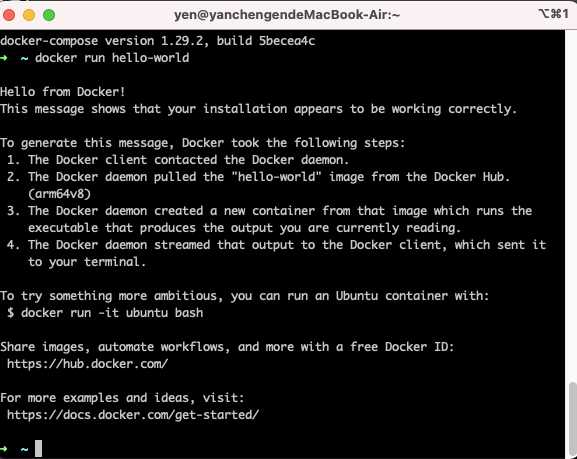 yen@yanchengendeMacBook-Air:~
⌥⌘1
docker-compose version 1.29.2, build 5becea4c
➜  ~ docker run hello-world

Hello from Docker!
This message shows that your installation appears to be working correctly.

To generate this message, Docker took the following steps:
 1. The Docker client contacted the Docker daemon.
 2. The Docker daemon pulled the "hello-world" image from the Docker Hub.
    (arm64v8)
 3. The Docker daemon created a new container from that image which runs the
    executable that produces the output you are currently reading.
 4. The Docker daemon streamed that output to the Docker client, which sent it
    to your terminal.

To try something more ambitious, you can run an Ubuntu container with:
 $ docker run -it ubuntu bash

Share images, automate workflows, and more with a free Docker ID:
 https://hub.docker.com/

For more examples and ideas, visit:
 https://docs.docker.com/get-started/

➜  ~